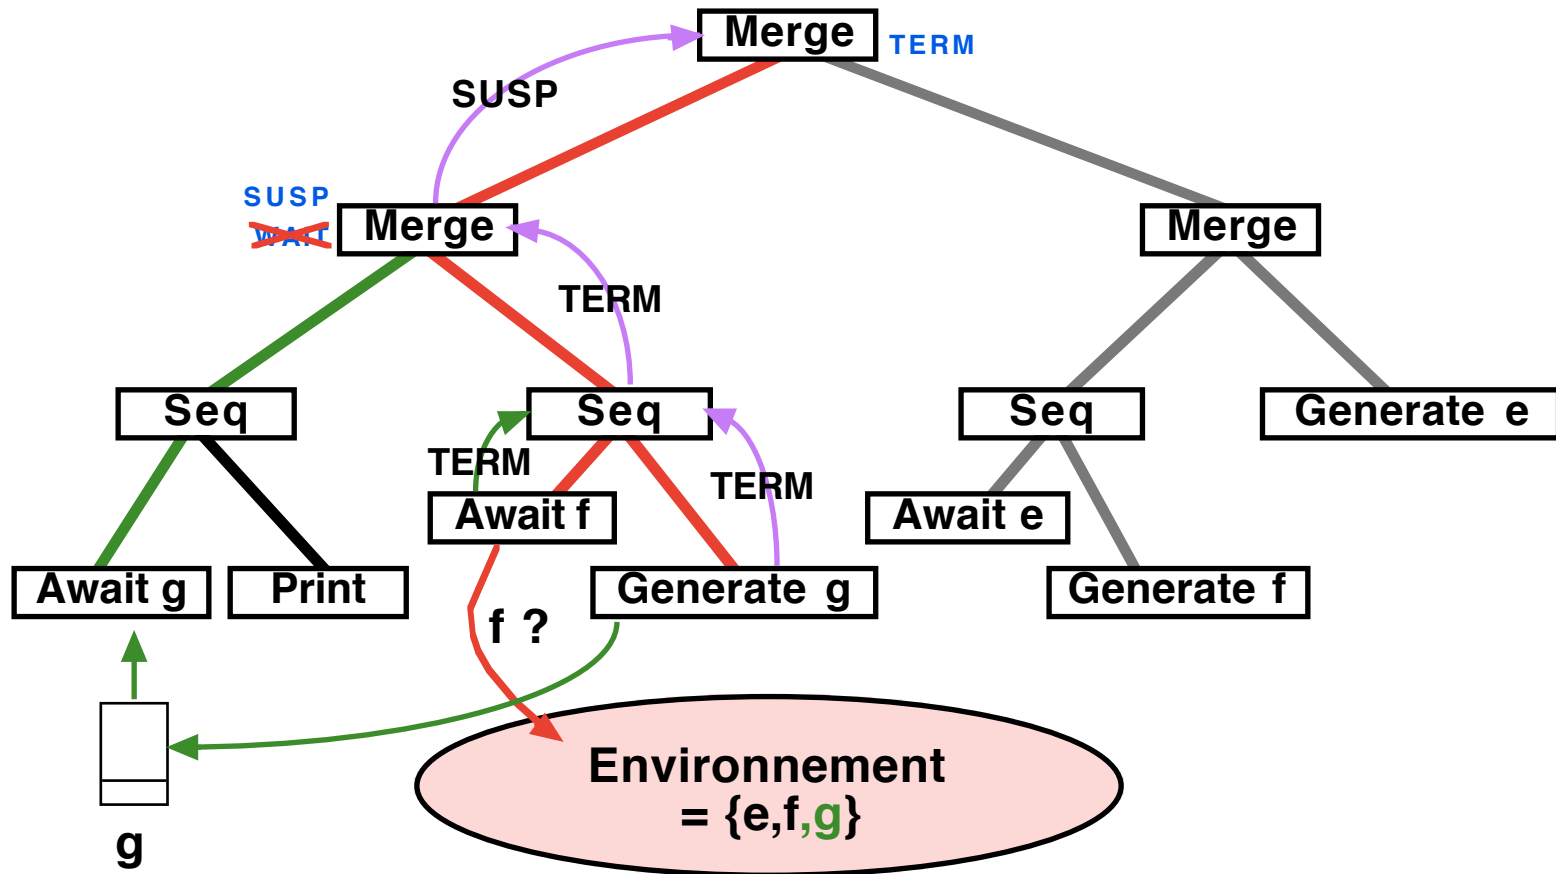 Merge
TERM
SUSP
SUSP
WAIT
Merge
Merge
TERM
Seq
Seq
Seq
Generate e
TERM
TERM
Await f
Await e
Await g
Print
Generate g
Generate f
f ?
Environnement
= {e,f,g}
g